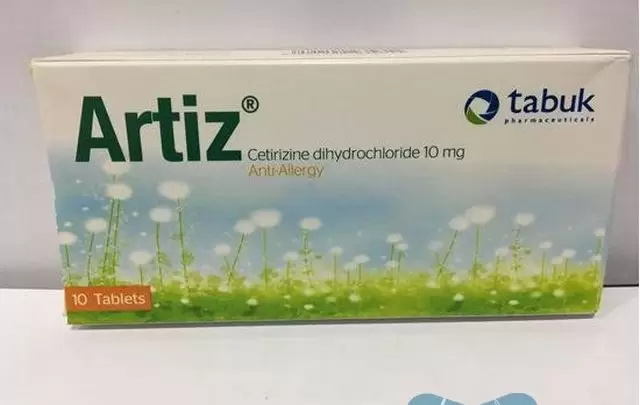 Artiz®
tabuk
pharmaceuticals
Cetirizine dihydrochloride 10 mg
Anti-Allergy
10 Tablets